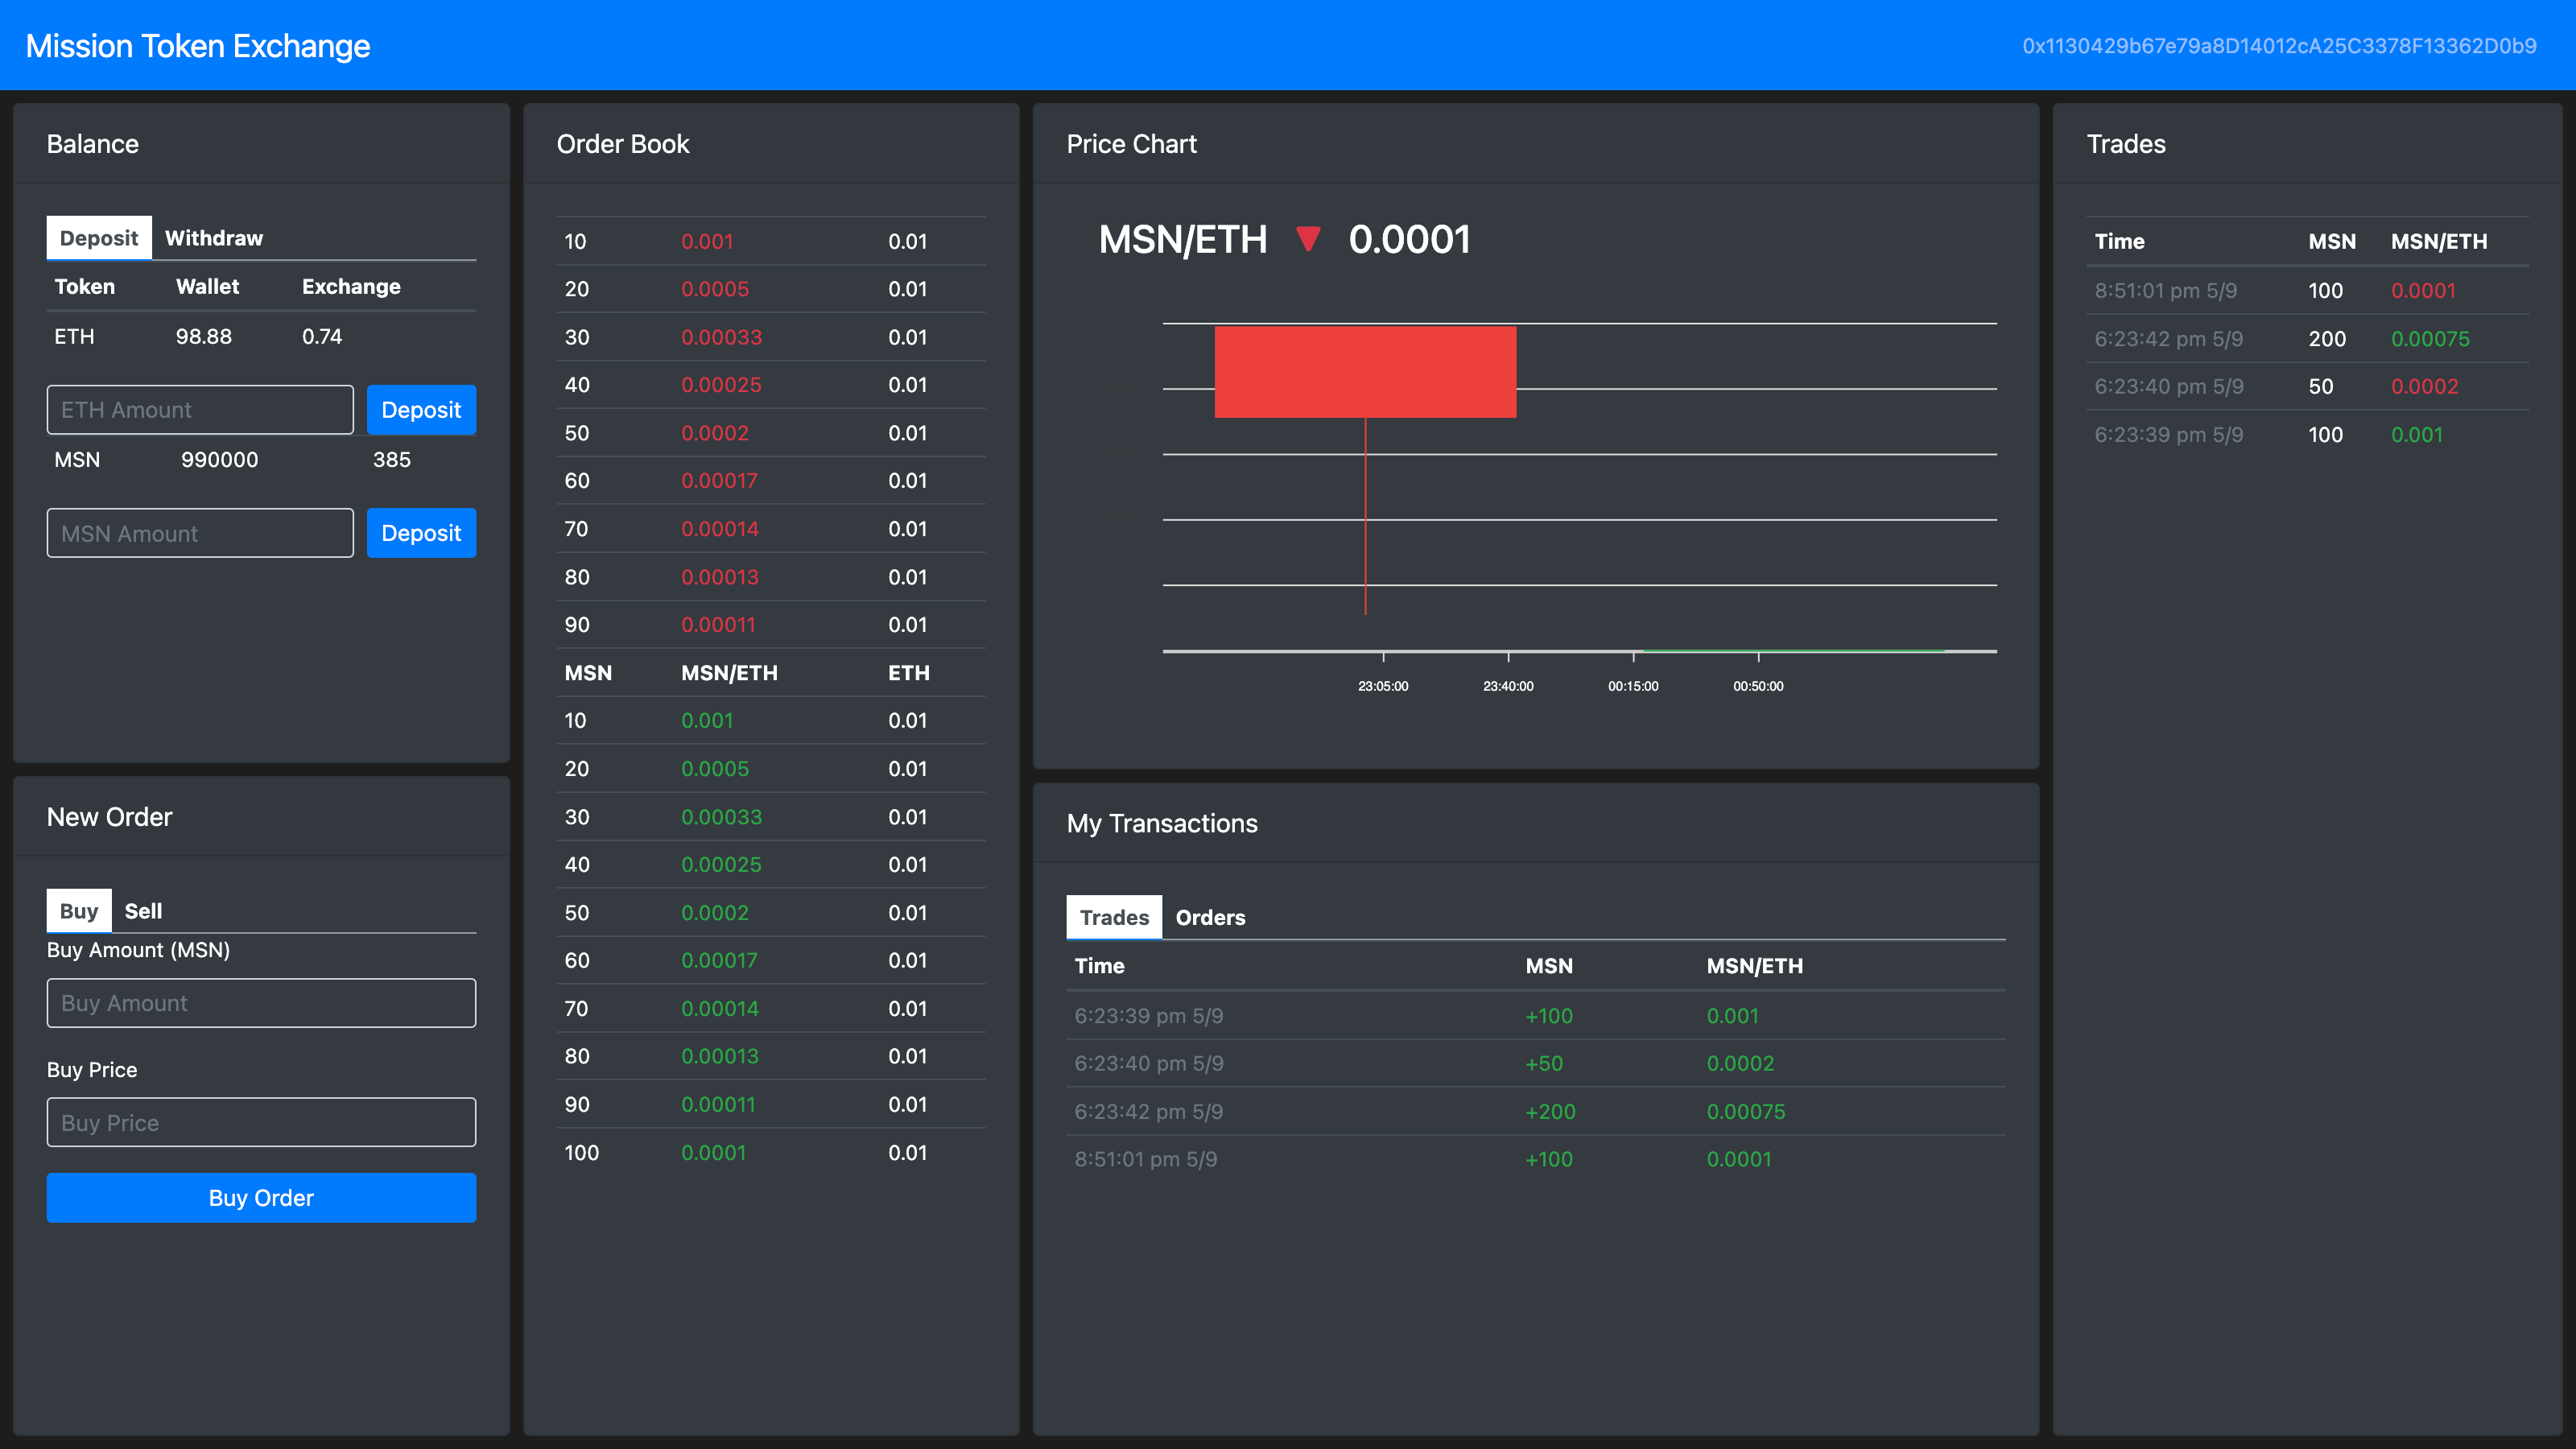 Mission Token Exchange
0x1130429b67e79a8D14012cA25C3378F13362D0b9
Balance
Deposit Withdraw
Token Wallet Exchange
ETH 98.88 0.74
ETH Amount Deposit
MSN 990000 385
MSN Amount Deposit
New Order
Buy Sell
Buy Amount (MSN)
Buy Amount
Buy Price
Buy Price
Buy Order
Order Book
10 0.001 0.01
20 0.0005 0.01
30 0.00033 0.01
40 0.00025 0.01
50 0.0002 0.01
60 0.00017 0.01
70 0.00014 0.01
80 0.00013 0.01
90 0.00011 0.01
MSN MSN/ETH ETH
10 0.001 0.01
20 0.0005 0.01
30 0.00033 0.01
40 0.00025 0.01
50 0.0002 0.01
60 0.00017 0.01
70 0.00014 0.01
80 0.00013 0.01
90 0.00011 0.01
100 0.0001 0.01
Price Chart
MSN/ETH ▼ 0.0001
23:05:00 23:40:00 00:15:00 00:50:00
My Transactions
Trades Orders
Time MSN MSN/ETH
6:23:39 pm 5/9 +100 0.001
6:23:40 pm 5/9 +50 0.0002
6:23:42 pm 5/9 +200 0.00075
8:51:01 pm 5/9 +100 0.0001
Trades
Time MSN MSN/ETH
8:51:01 pm 5/9 100 0.0001
6:23:42 pm 5/9 200 0.00075
6:23:40 pm 5/9 50 0.0002
6:23:39 pm 5/9 100 0.001